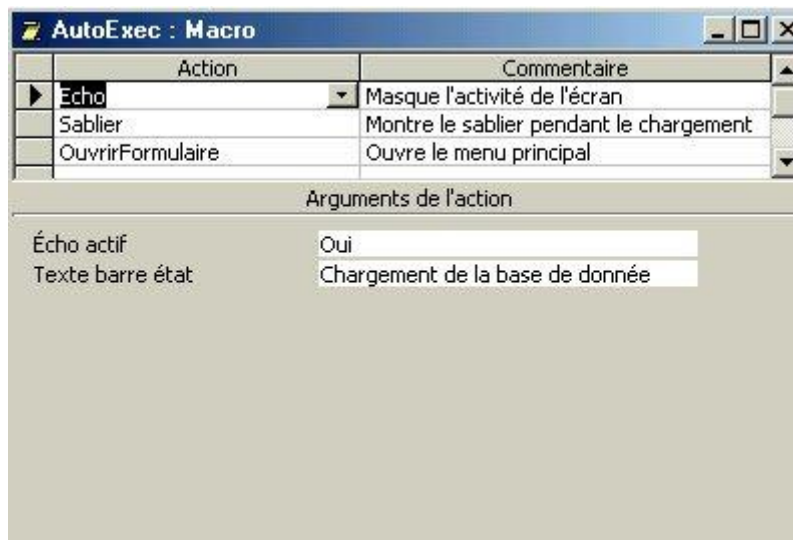 AutoExec : Macro
Action Commentaire
Echo Masque l'activité de l'écran
Sablier Montre le sablier pendant le chargement
OuvrirFormulaire Ouvre le menu principal
Arguments de l'action
Écho actif Oui
Texte barre état Chargement de la base de donnée